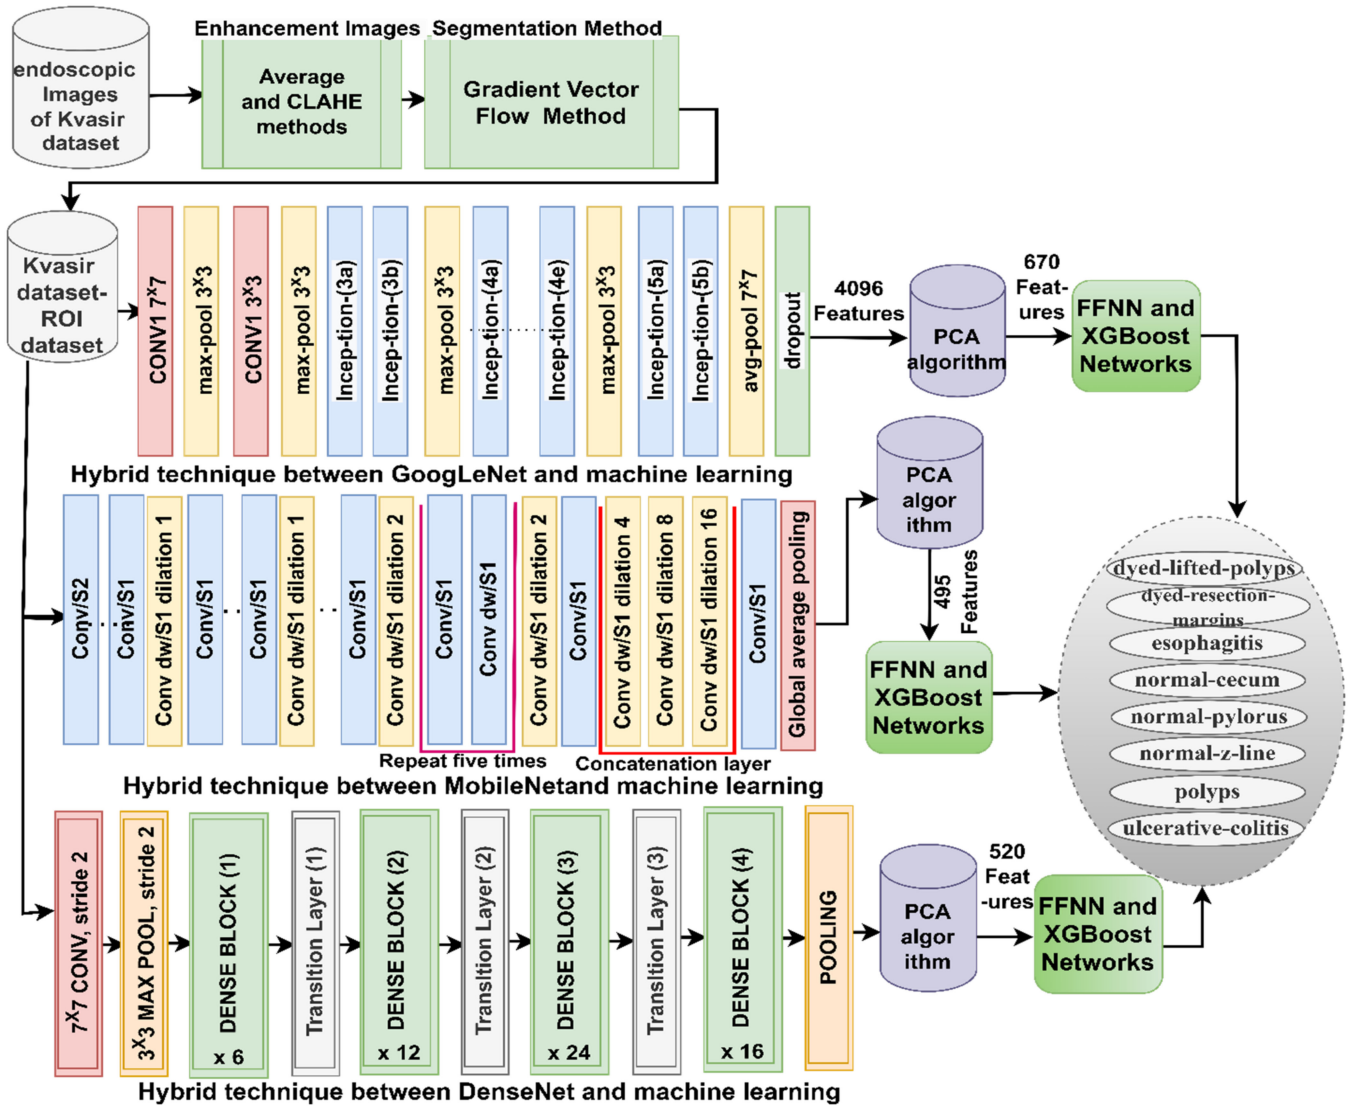 Enhancement Images
Segmentation Method
endoscopic
Images
of Kvasir
dataset
Average
and CLAHE
methods
Gradient Vector
Flow Method
Kvasir
dataset-
ROI
dataset
CONV1 7ˣ7
max-pool 3ˣ3
CONV1 3ˣ3
max-pool 3ˣ3
Incep-tion-(3a)
Incep-tion-(3b)
max-pool 3ˣ3
Incep-tion-(4a)
Incep-tion-(4e)
max-pool 3ˣ3
Incep-tion-(5a)
Incep-tion-(5b)
avg-pool 7ˣ7
dropout
4096
Features
PCA
algorithm
670
Feat-
ures
FFNN and
XGBoost
Networks
Hybrid technique between GoogLeNet and machine learning
Conv/S2
Conv/S1
Conv dw/S1 dilation 1
Conv/S1
Conv/S1
Conv dw/S1 dilation 1
Conv/S1
Conv dw/S1 dilation 2
Conv/S1
Conv dw/S1
Conv dw/S1 dilation 2
Conv/S1
Conv dw/S1 dilation 4
Conv dw/S1 dilation 8
Conv dw/S1 dilation 16
Conv/S1
Global average pooling
Repeat five times
Concatenation layer
PCA
algor
ithm
495
Features
FFNN and
XGBoost
Networks
Hybrid technique between MobileNetand machine learning
dyed-lifted-polyps
dyed-resection-
margins
esophagitis
normal-cecum
normal-pylorus
normal-z-line
polyps
ulcerative-colitis
7ˣ7 CONV, stride 2
3ˣ3 MAX POOL, stride 2
DENSE BLOCK (1)
x 6
TransItion Layer (1)
DENSE BLOCK (2)
x 12
TransItion Layer (2)
DENSE BLOCK (3)
x 24
TransItion Layer (3)
DENSE BLOCK (4)
x 16
POOLING
PCA
algor
ithm
520
Feat
-ures
FFNN and
XGBoost
Networks
Hybrid technique between DenseNet and machine learning